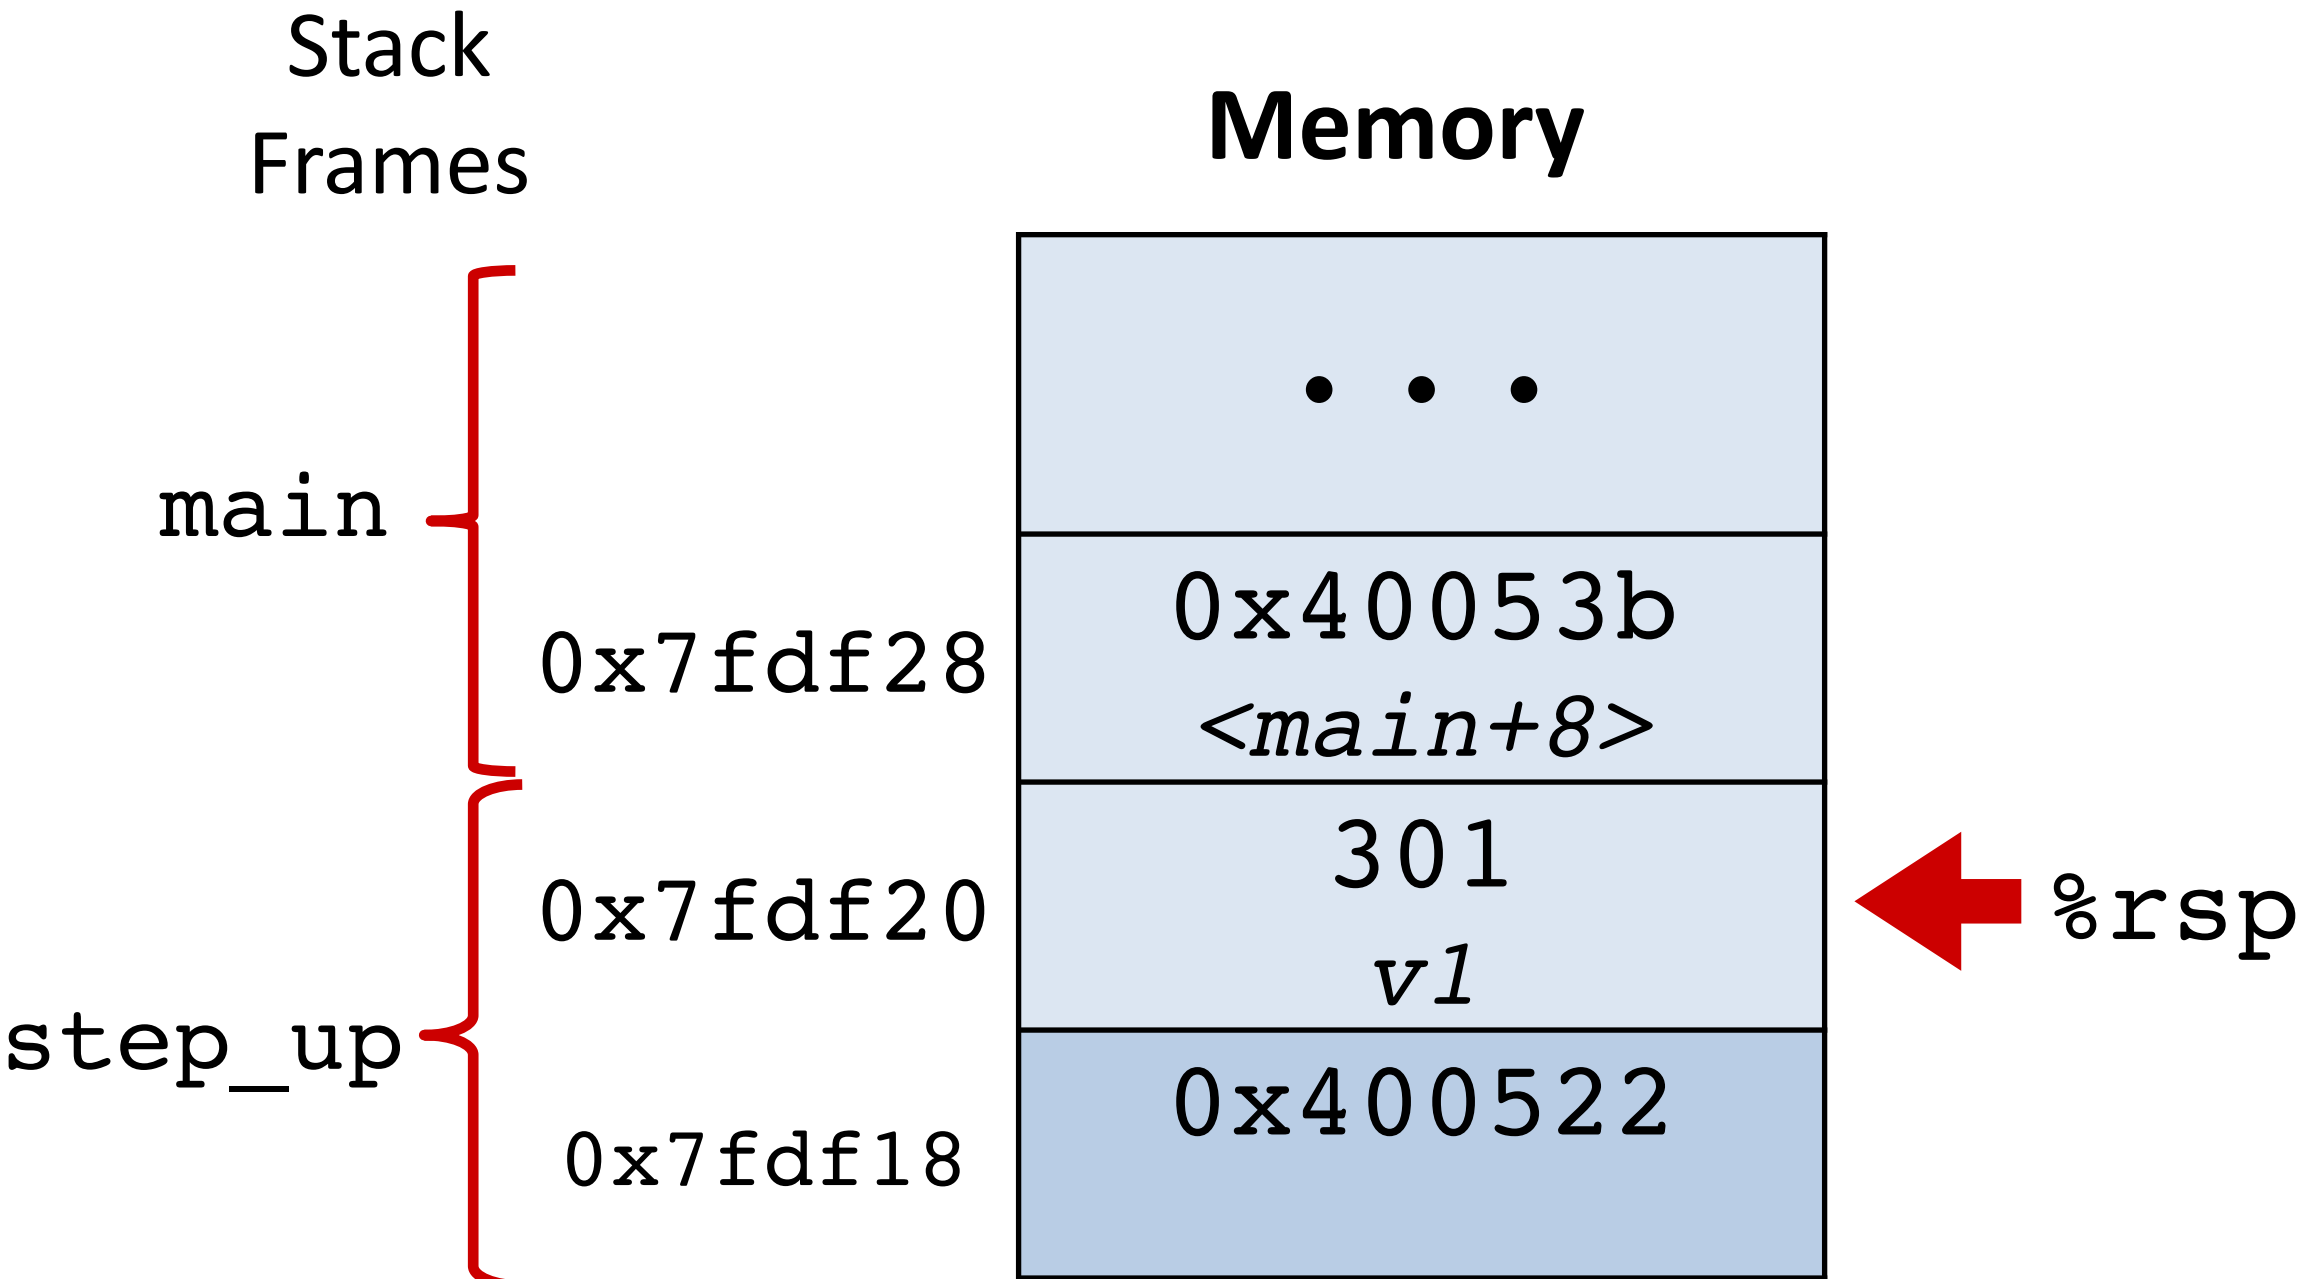 Stack
Frames
Memory
. . .
main
0x7fdf28
0x40053b
<main+8>
0x7fdf20
301
v1
%rsp
step_up
0x7fdf18
0x400522